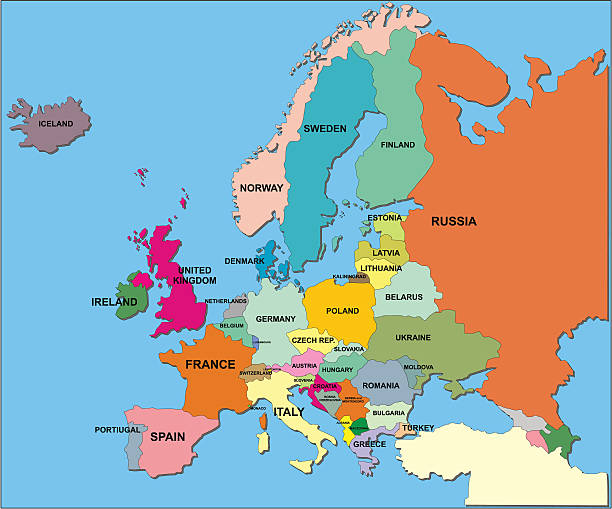 ICELAND
SWEDEN
FINLAND
NORWAY
RUSSIA
ESTONIA
LATVIA
LITHUANIA
KALININGRAD
DENMARK
UNITED
KINGDOM
IRELAND
NETHERLANDS
BELGIUM
GERMANY
POLAND
BELARUS
UKRAINE
CZECH REP.
SLOVAKIA
LUXEMBOURG
FRANCE
SWITZERLAND
AUSTRIA
HUNGARY
MOLDOVA
ROMANIA
SLOVENIA
CROATIA
BOSNIA
HERZEGOVINA
SERBIA AND
MONTENEGRO
ITALY
MONACO
BULGARIA
ALBANIA
MACEDONIA
TURKEY
GREECE
PORTUGAL
SPAIN